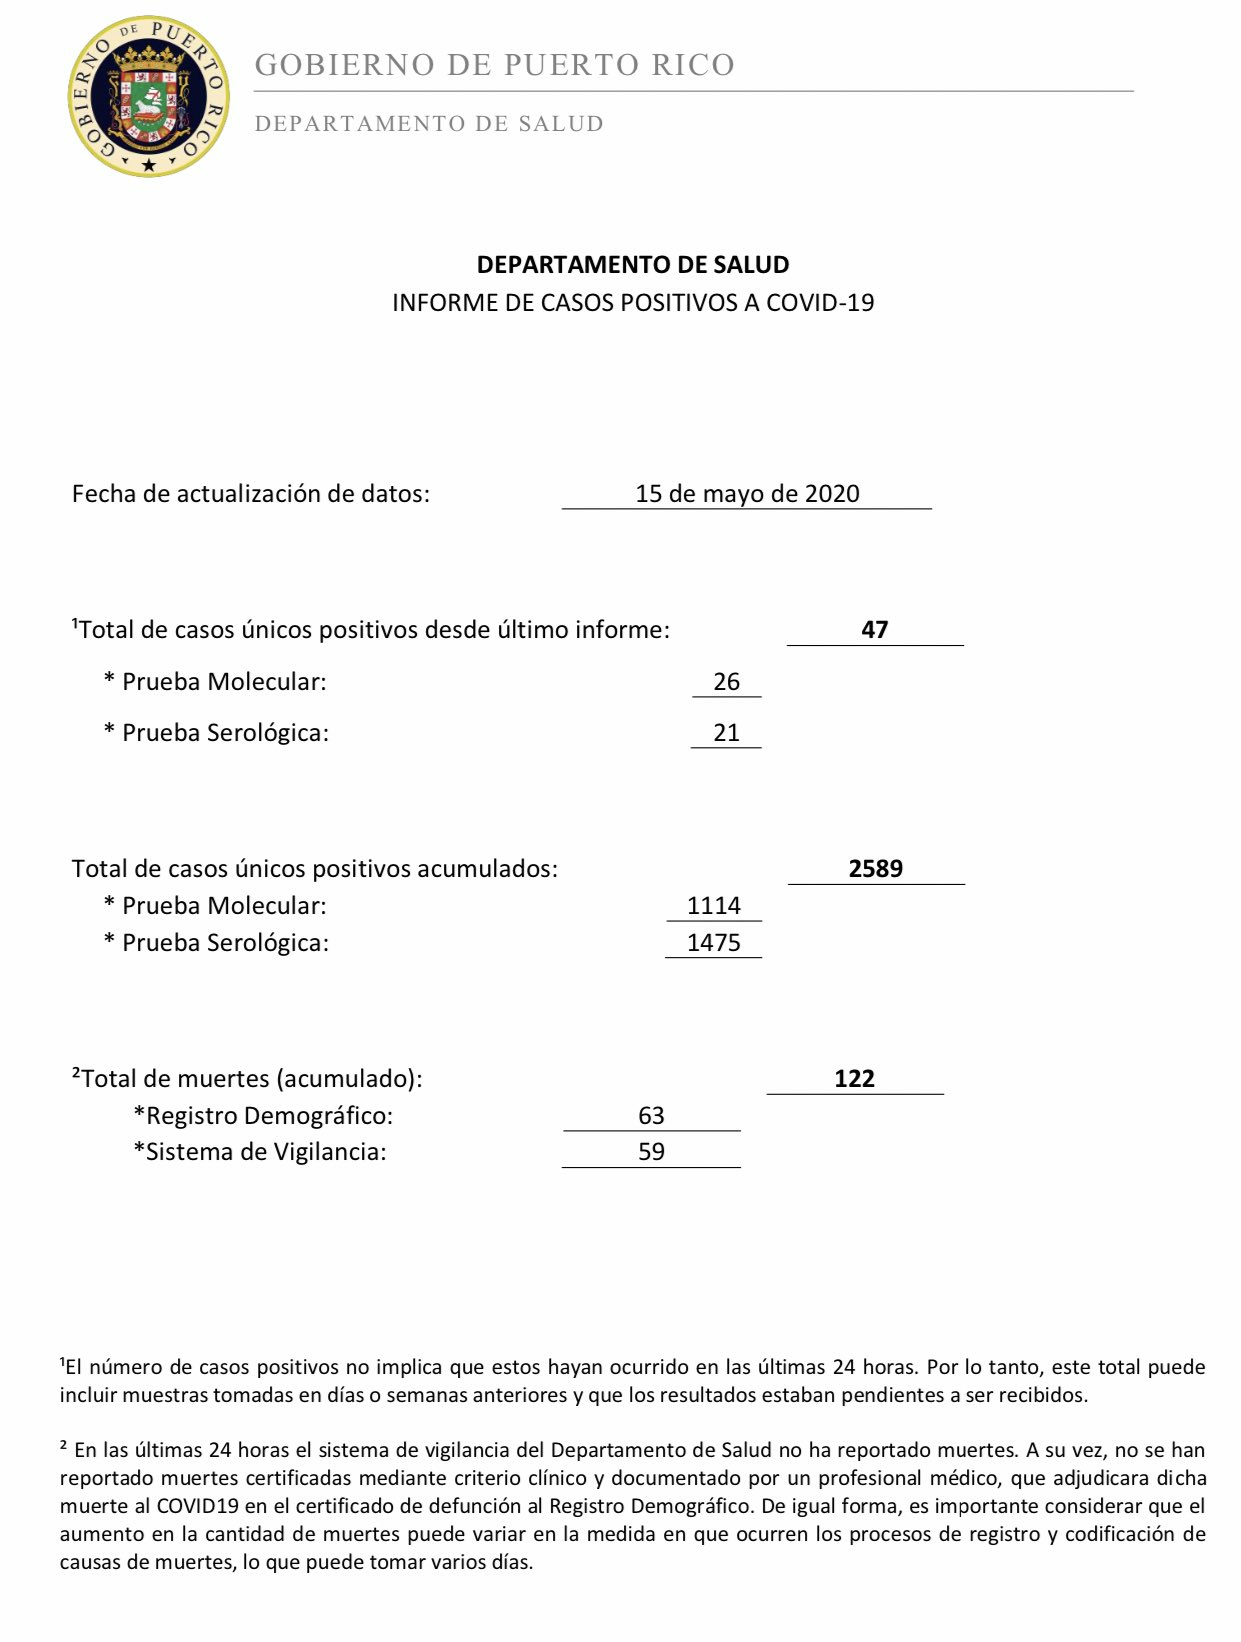 GOBIERNO DE PUERTO RICO
GOBIERNO DE PUERTO RICO
DEPARTAMENTO DE SALUD
DEPARTAMENTO DE SALUD
INFORME DE CASOS POSITIVOS A COVID-19
Fecha de actualización de datos: 15 de mayo de 2020
¹Total de casos únicos positivos desde último informe: 47
* Prueba Molecular: 26
* Prueba Serológica: 21
Total de casos únicos positivos acumulados: 2589
* Prueba Molecular: 1114
* Prueba Serológica: 1475
²Total de muertes (acumulado): 122
*Registro Demográfico: 63
*Sistema de Vigilancia: 59
¹El número de casos positivos no implica que estos hayan ocurrido en las últimas 24 horas. Por lo tanto, este total puede
incluir muestras tomadas en días o semanas anteriores y que los resultados estaban pendientes a ser recibidos.
² En las últimas 24 horas el sistema de vigilancia del Departamento de Salud no ha reportado muertes. A su vez, no se han
reportado muertes certificadas mediante criterio clínico y documentado por un profesional médico, que adjudicara dicha
muerte al COVID19 en el certificado de defunción al Registro Demográfico. De igual forma, es importante considerar que el
aumento en la cantidad de muertes puede variar en la medida en que ocurren los procesos de registro y codificación de
causas de muertes, lo que puede tomar varios días.